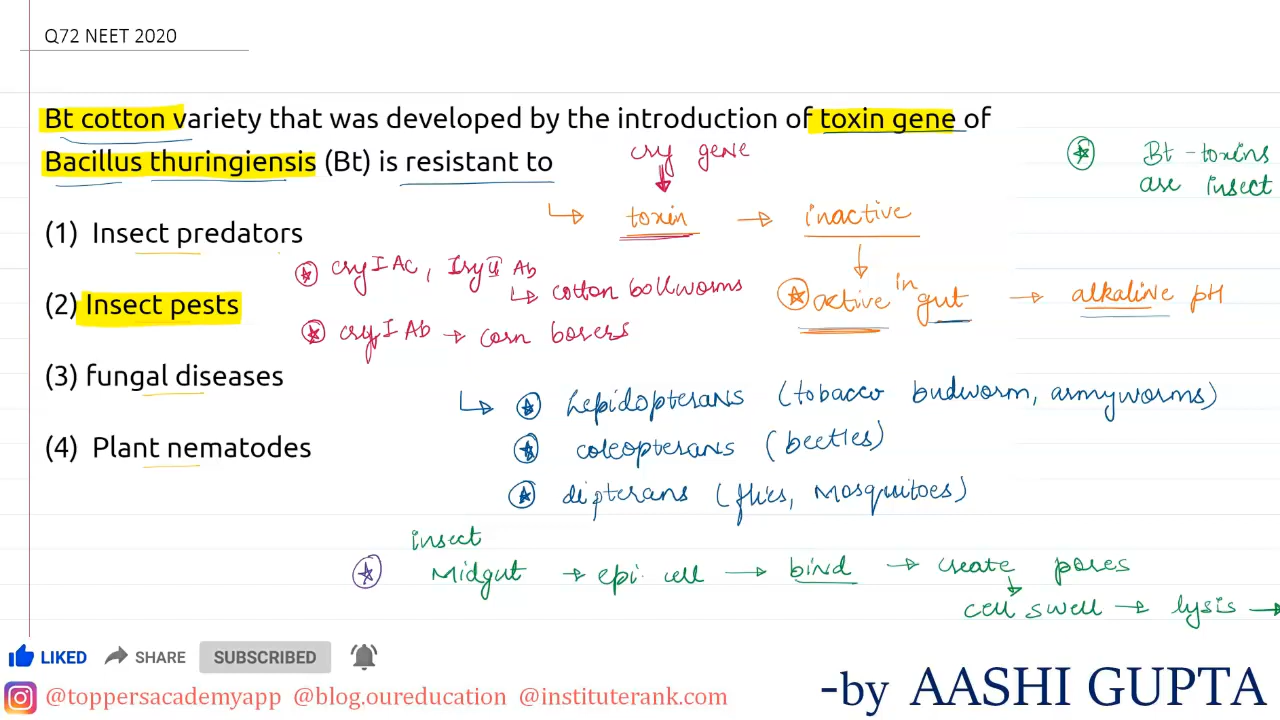 Q72 NEET 2020
Bt cotton variety that was developed by the introduction of toxin gene of
Bacillus thuringiensis (Bt) is resistant to
cry gene
Bt - toxins
are insect
toxin → inactive
(1) Insect predators
cryIAc, IcryII Ab
↳ cotton bollworms
active in gut → alkaline pH
(2) Insect pests
cryIAb → corn borers
(3) fungal diseases
Lepidopterans (tobacco budworm, armyworms)
(4) Plant nematodes
coleopterans (beetles)
dipterans (flies, Mosquitoes)
insect
Midgut → epi. cell → bind → create pores
cell swell → lysis →
LIKED SHARE SUBSCRIBED
@toppersacademyapp @blog.oureducation @instituterank.com
-by AASHI GUPTA